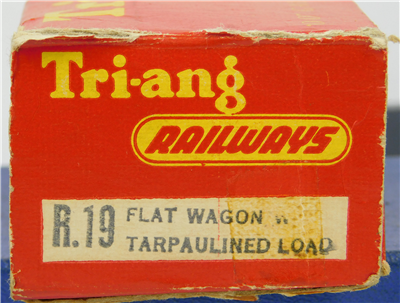 Tri-ang
RAILWAYS
R.19 FLAT WAGON
TARPAULINED LOAD